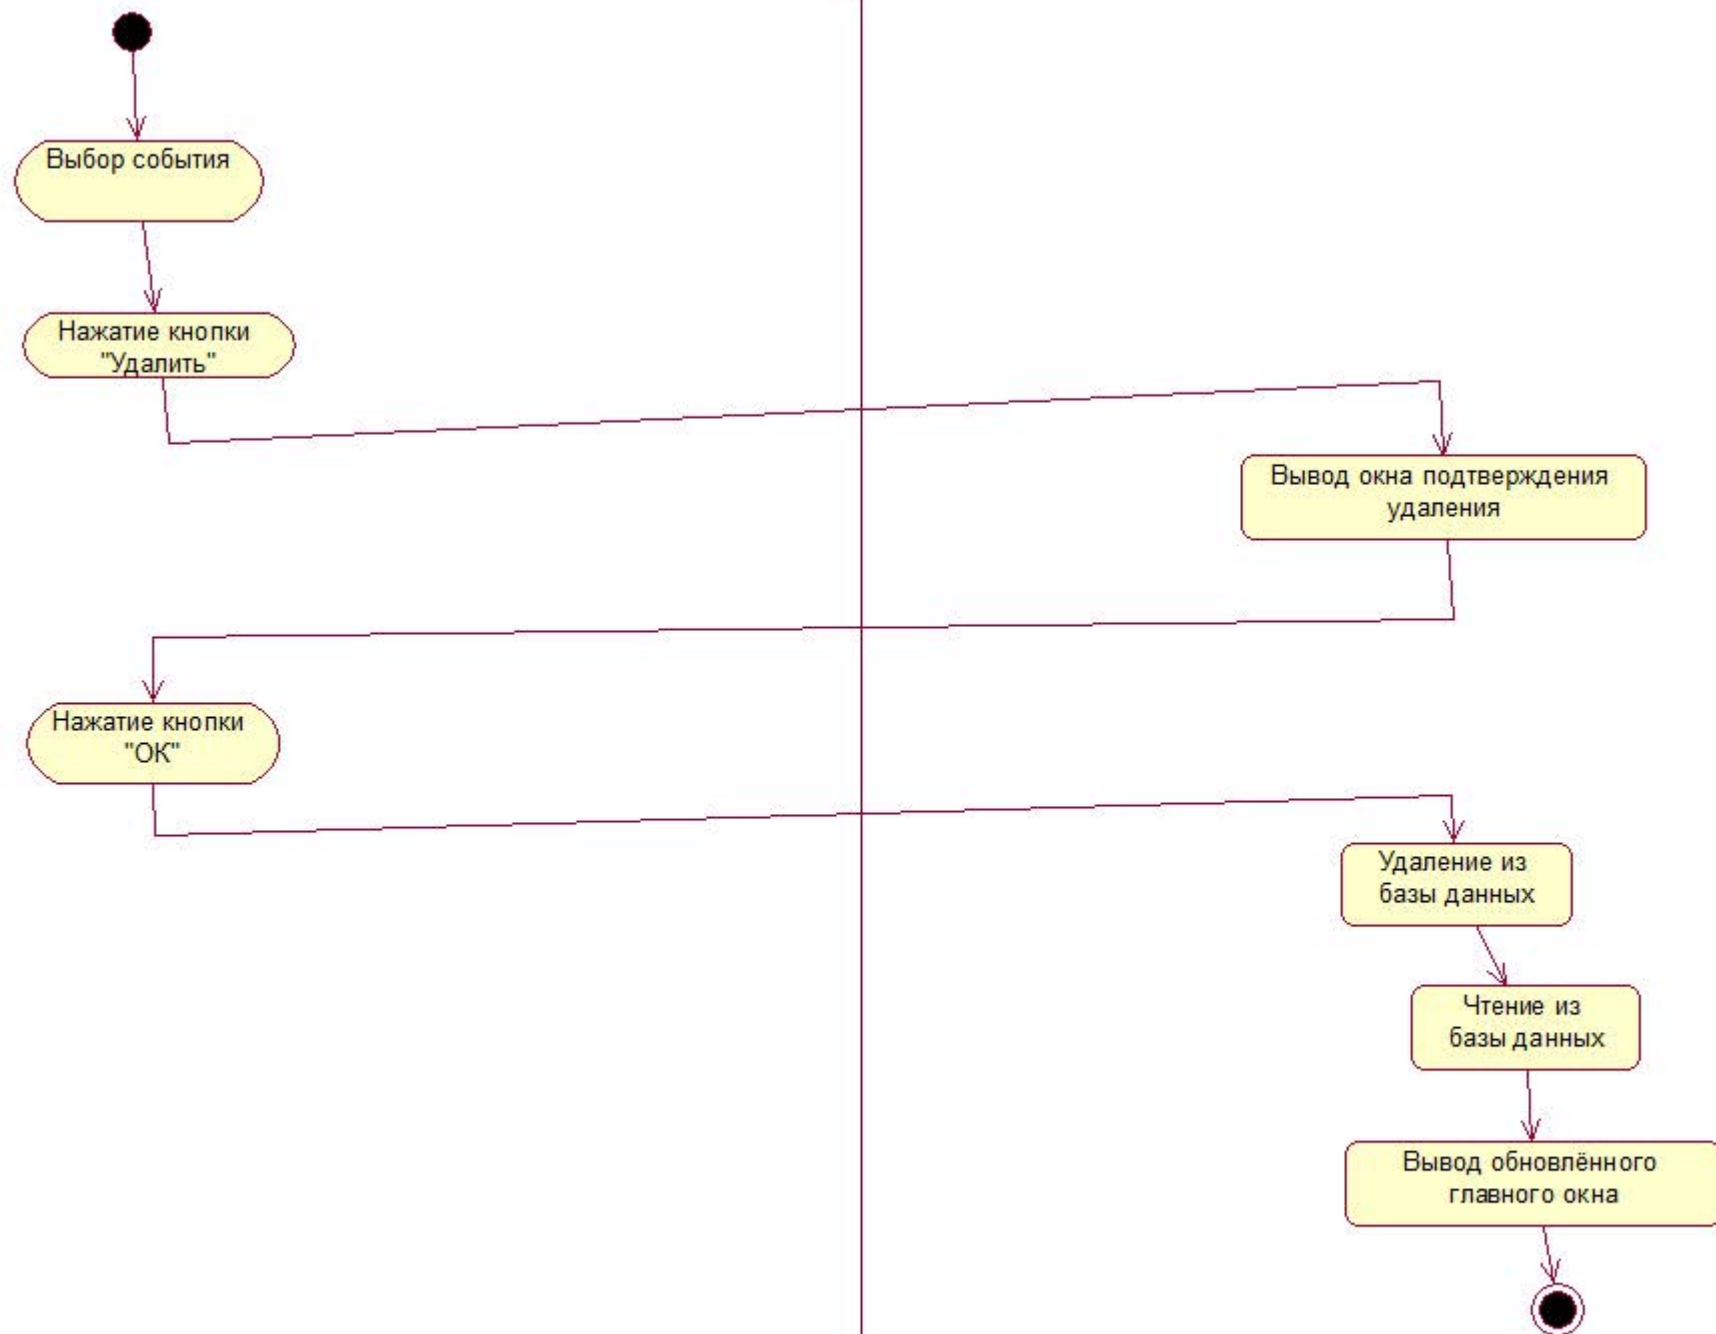 Выбор события
Нажатие кнопки
"Удалить"
Вывод окна подтверждения
удаления
Нажатие кнопки
"ОК"
Удаление из
базы данных
Чтение из
базы данных
Вывод обновлённого
главного окна